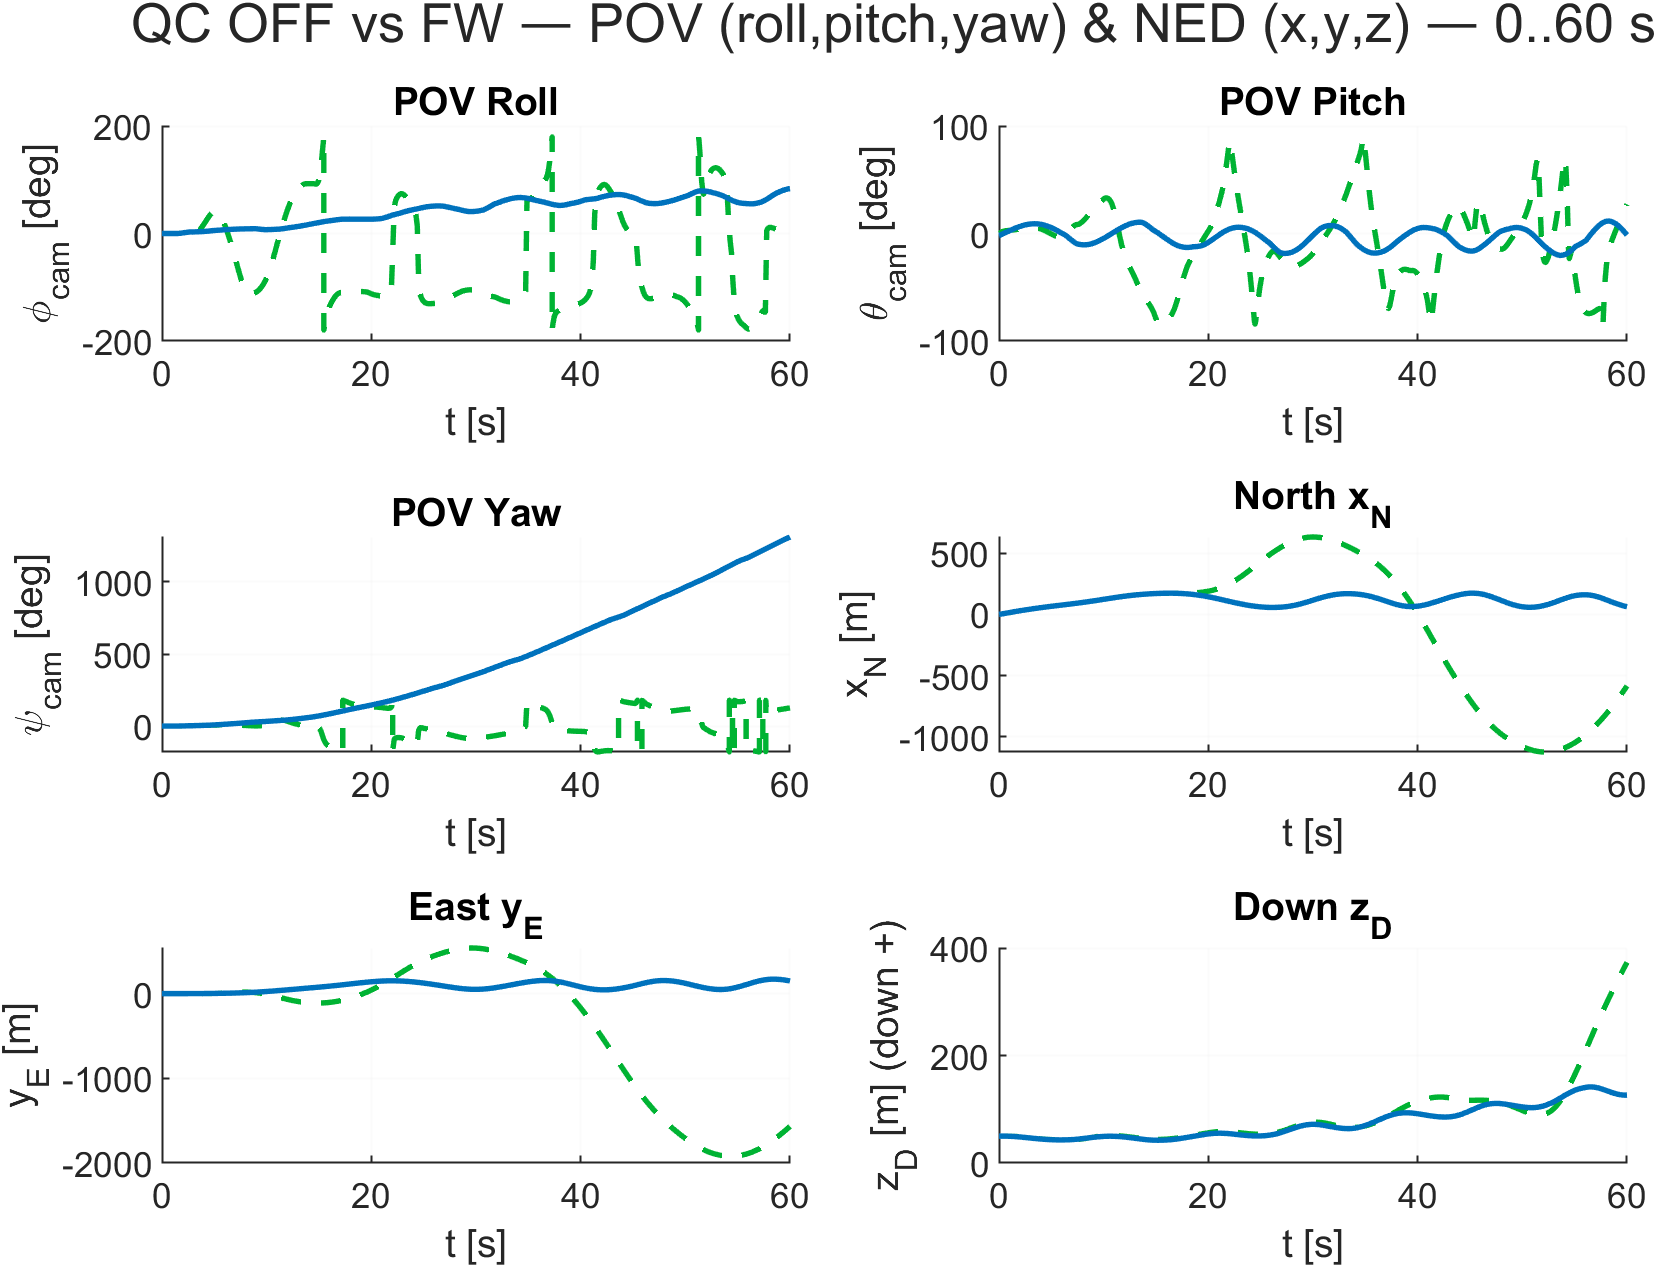 QC OFF vs FW — POV (roll,pitch,yaw) & NED (x,y,z) — 0..60 s
POV Roll
ϕcam [deg]
200
0
-200
0 20 40 60
t [s]
POV Pitch
θcam [deg]
100
0
-100
0 20 40 60
t [s]
POV Yaw
ψcam [deg]
1000
500
0
0 20 40 60
t [s]
North xN
xN [m]
500
0
-500
-1000
0 20 40 60
t [s]
East yE
yE [m]
0
-1000
-2000
0 20 40 60
t [s]
Down zD
zD [m] (down +)
400
200
0
0 20 40 60
t [s]